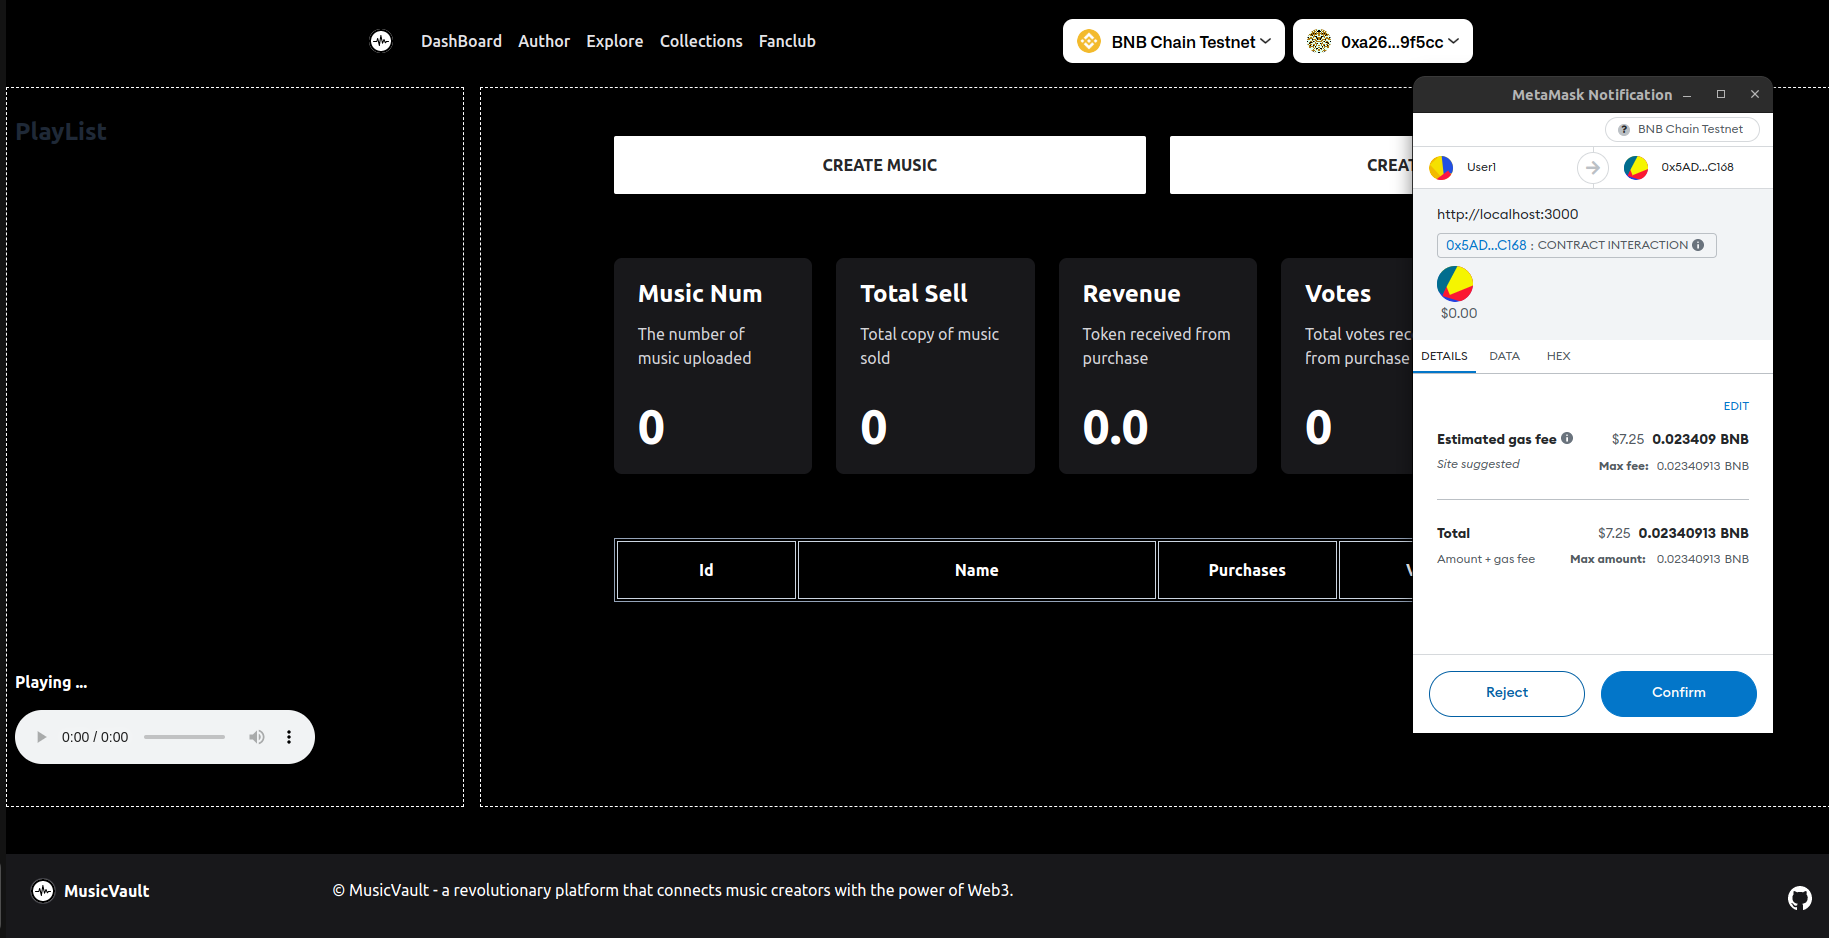 DashBoard Author Explore Collections Fanclub
BNB Chain Testnet
0xa26...9f5cc
PlayList
CREATE MUSIC
CREAT
Music Num
The number of
music uploaded
0
Total Sell
Total copy of music
sold
0
Revenue
Token received from
purchase
0.0
Votes
Total votes rec
from purchase
0
Id Name Purchases V
Playing ...
0:00 / 0:00
MetaMask Notification
BNB Chain Testnet
User1
0x5AD...C168
http://localhost:3000
0x5AD...C168 : CONTRACT INTERACTION
$0.00
DETAILS DATA HEX
EDIT
Estimated gas fee $7.25 0.023409 BNB
Site suggested Max fee: 0.02340913 BNB
Total $7.25 0.02340913 BNB
Amount + gas fee Max amount: 0.02340913 BNB
Reject Confirm
MusicVault
© MusicVault - a revolutionary platform that connects music creators with the power of Web3.